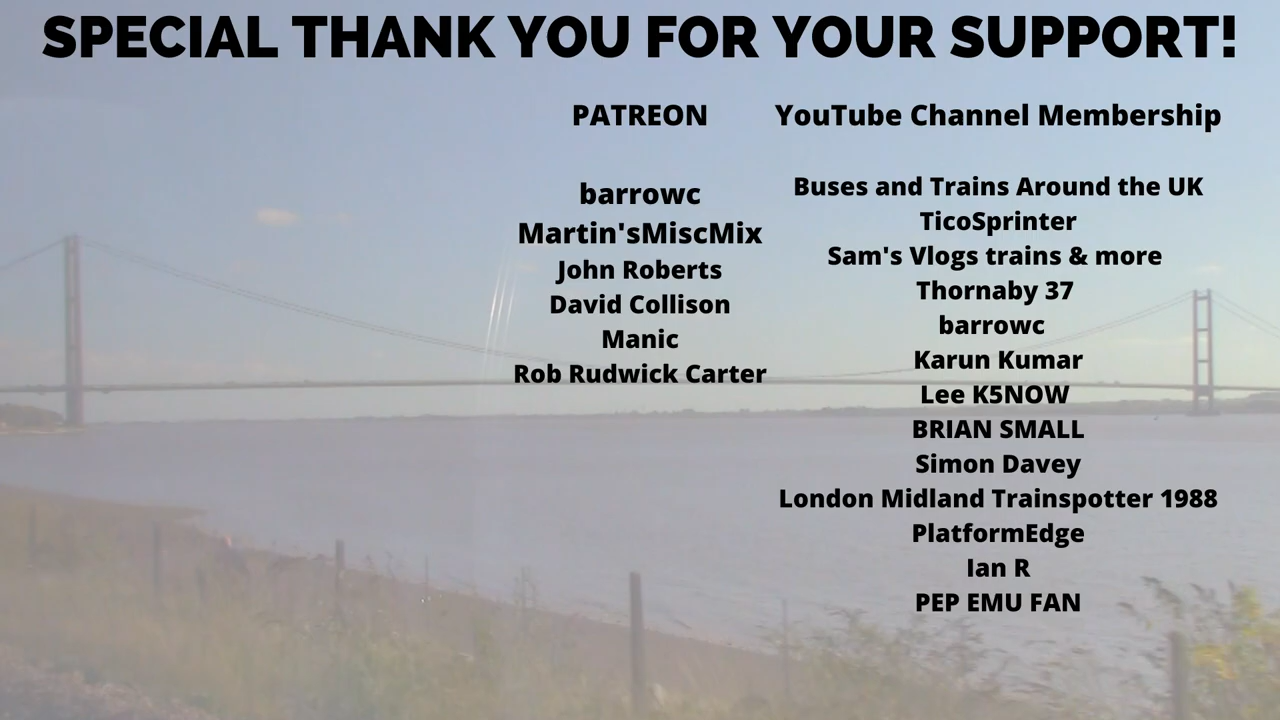 SPECIAL THANK YOU FOR YOUR SUPPORT!
PATREON
barrowc
Martin'sMiscMix
John Roberts
David Collison
Manic
Rob Rudwick Carter
YouTube Channel Membership
Buses and Trains Around the UK
TicoSprinter
Sam's Vlogs trains & more
Thornaby 37
barrowc
Karun Kumar
Lee K5NOW
BRIAN SMALL
Simon Davey
London Midland Trainspotter 1988
PlatformEdge
Ian R
PEP EMU FAN